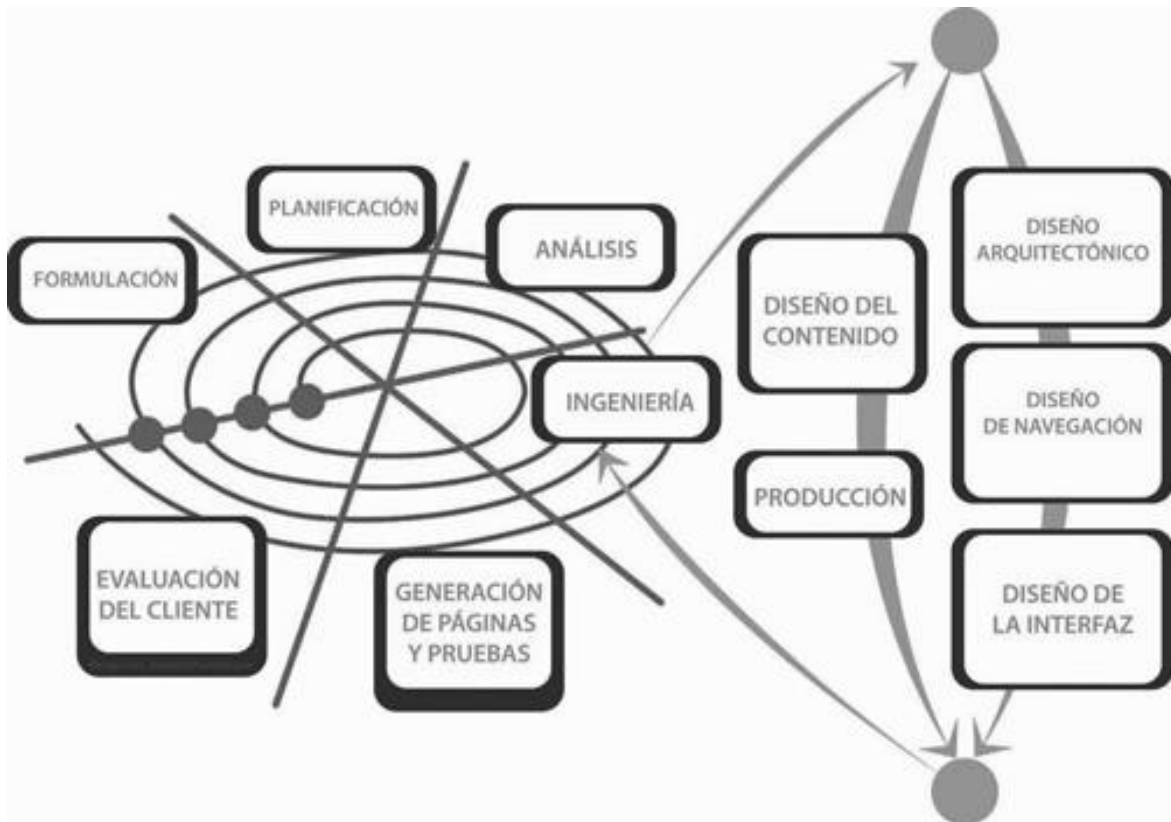 PLANIFICACIÓN
FORMULACIÓN
ANÁLISIS
INGENIERÍA
EVALUACIÓN
DEL CLIENTE
GENERACIÓN
DE PÁGINAS
Y PRUEBAS
DISEÑO DEL
CONTENIDO
PRODUCCIÓN
DISEÑO
ARQUITECTÓNICO
DISEÑO
DE NAVEGACIÓN
DISEÑO DE
LA INTERFAZ